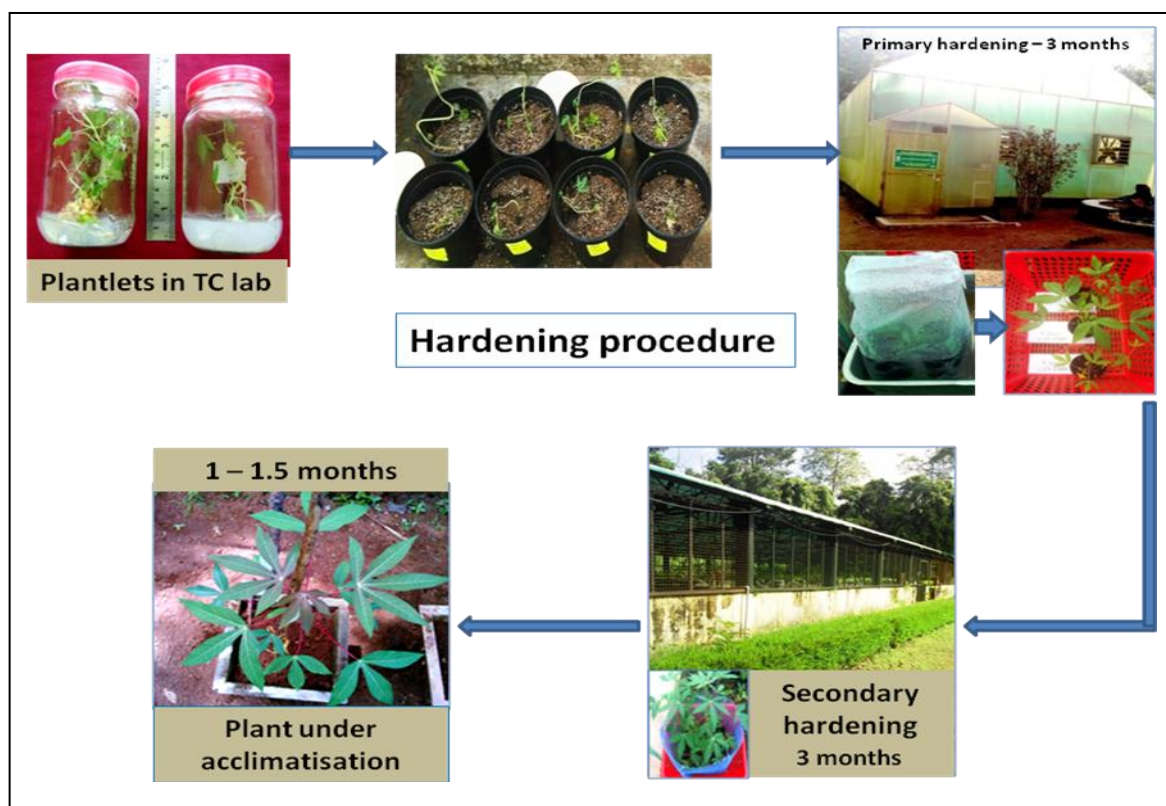 Plantlets in TC lab
Primary hardening – 3 months
Hardening procedure
1 – 1.5 months
Plant under
acclimatisation
Secondary
hardening
3 months